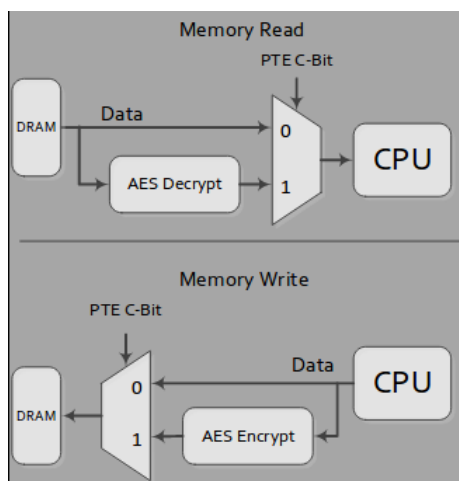 Memory Read
PTE C-Bit
DRAM
Data
0
CPU
AES Decrypt
1
Memory Write
PTE C-Bit
Data
CPU
0
DRAM
1
AES Encrypt